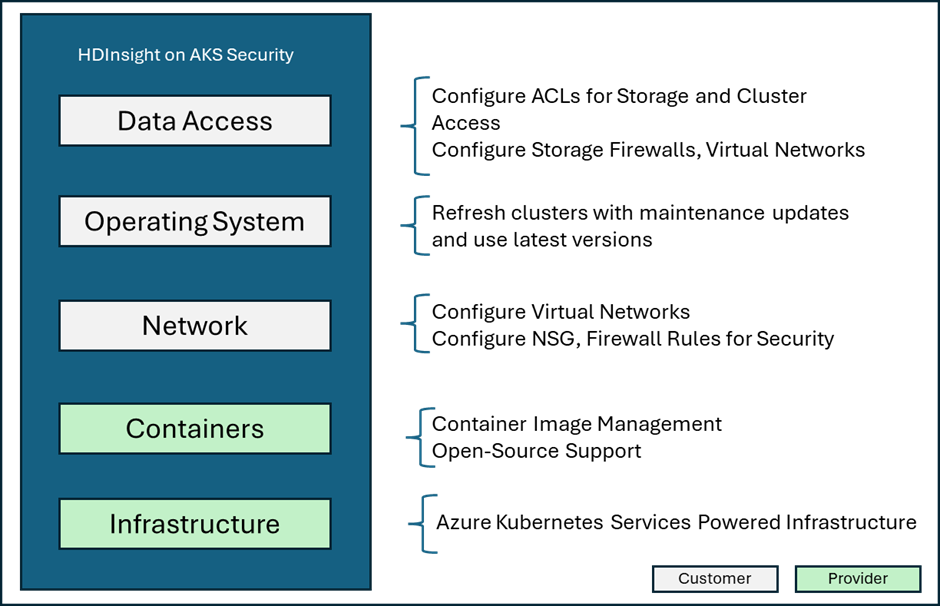 HDInsight on AKS Security
Data Access
Configure ACLs for Storage and Cluster
Access
Configure Storage Firewalls, Virtual Networks
Operating System
Refresh clusters with maintenance updates
and use latest versions
Network
Configure Virtual Networks
Configure NSG, Firewall Rules for Security
Containers
Container Image Management
Open-Source Support
Infrastructure
Azure Kubernetes Services Powered Infrastructure
Customer
Provider